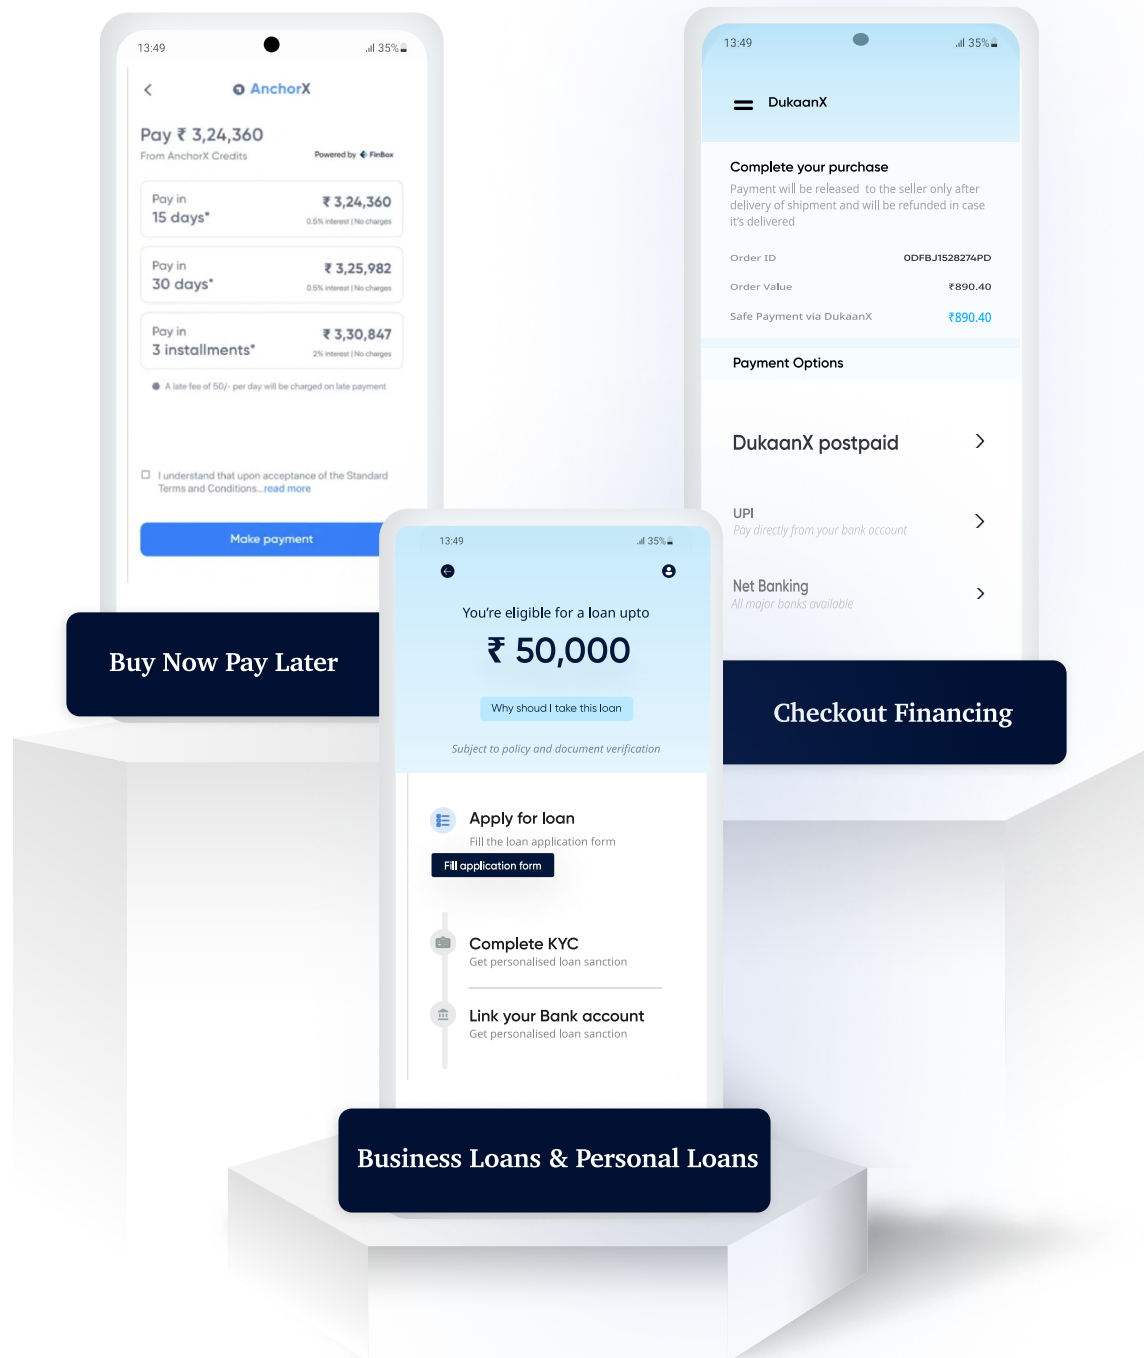 13:49
35%
AnchorX
Pay ₹ 3,24,360
From AnchorX Credits
Powered by FinBox
Pay in
15 days*
₹ 3,24,360
0.5% interest | No charges
Pay in
30 days*
₹ 3,25,982
0.5% interest | No charges
Pay in
3 installments*
₹ 3,30,847
2% interest | No charges
A late fee of 50/- per day will be charged on late payment
I understand that upon acceptance of the Standard
Terms and Conditions...read more
Make payment
Buy Now Pay Later
13:49
35%
DukaanX
Complete your purchase
Payment will be released to the seller only after
delivery of shipment and will be refunded in case
it's delivered
Order ID
ODFBJ1528274PD
Order Value
₹890.40
Safe Payment via DukaanX
₹890.40
Payment Options
DukaanX postpaid
UPI
Pay directly from your bank account
Net Banking
All major banks available
Checkout Financing
13:49
35%
You're eligible for a loan upto
₹ 50,000
Why shoud I take this loan
Subject to policy and document verification
Apply for loan
Fill the loan application form
Fill application form
Complete KYC
Get personalised loan sanction
Link your Bank account
Get personalised loan sanction
Business Loans & Personal Loans